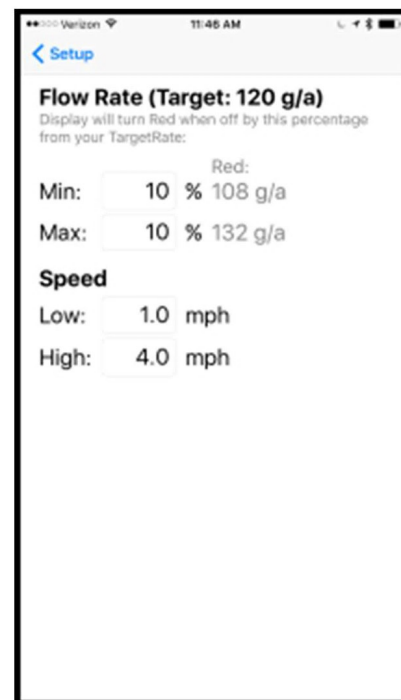 Verizon 11:46 AM
Setup
Flow Rate (Target: 120 g/a)
Display will turn Red when off by this percentage
from your TargetRate:
Red:
Min: 10 % 108 g/a
Max: 10 % 132 g/a
Speed
Low: 1.0 mph
High: 4.0 mph